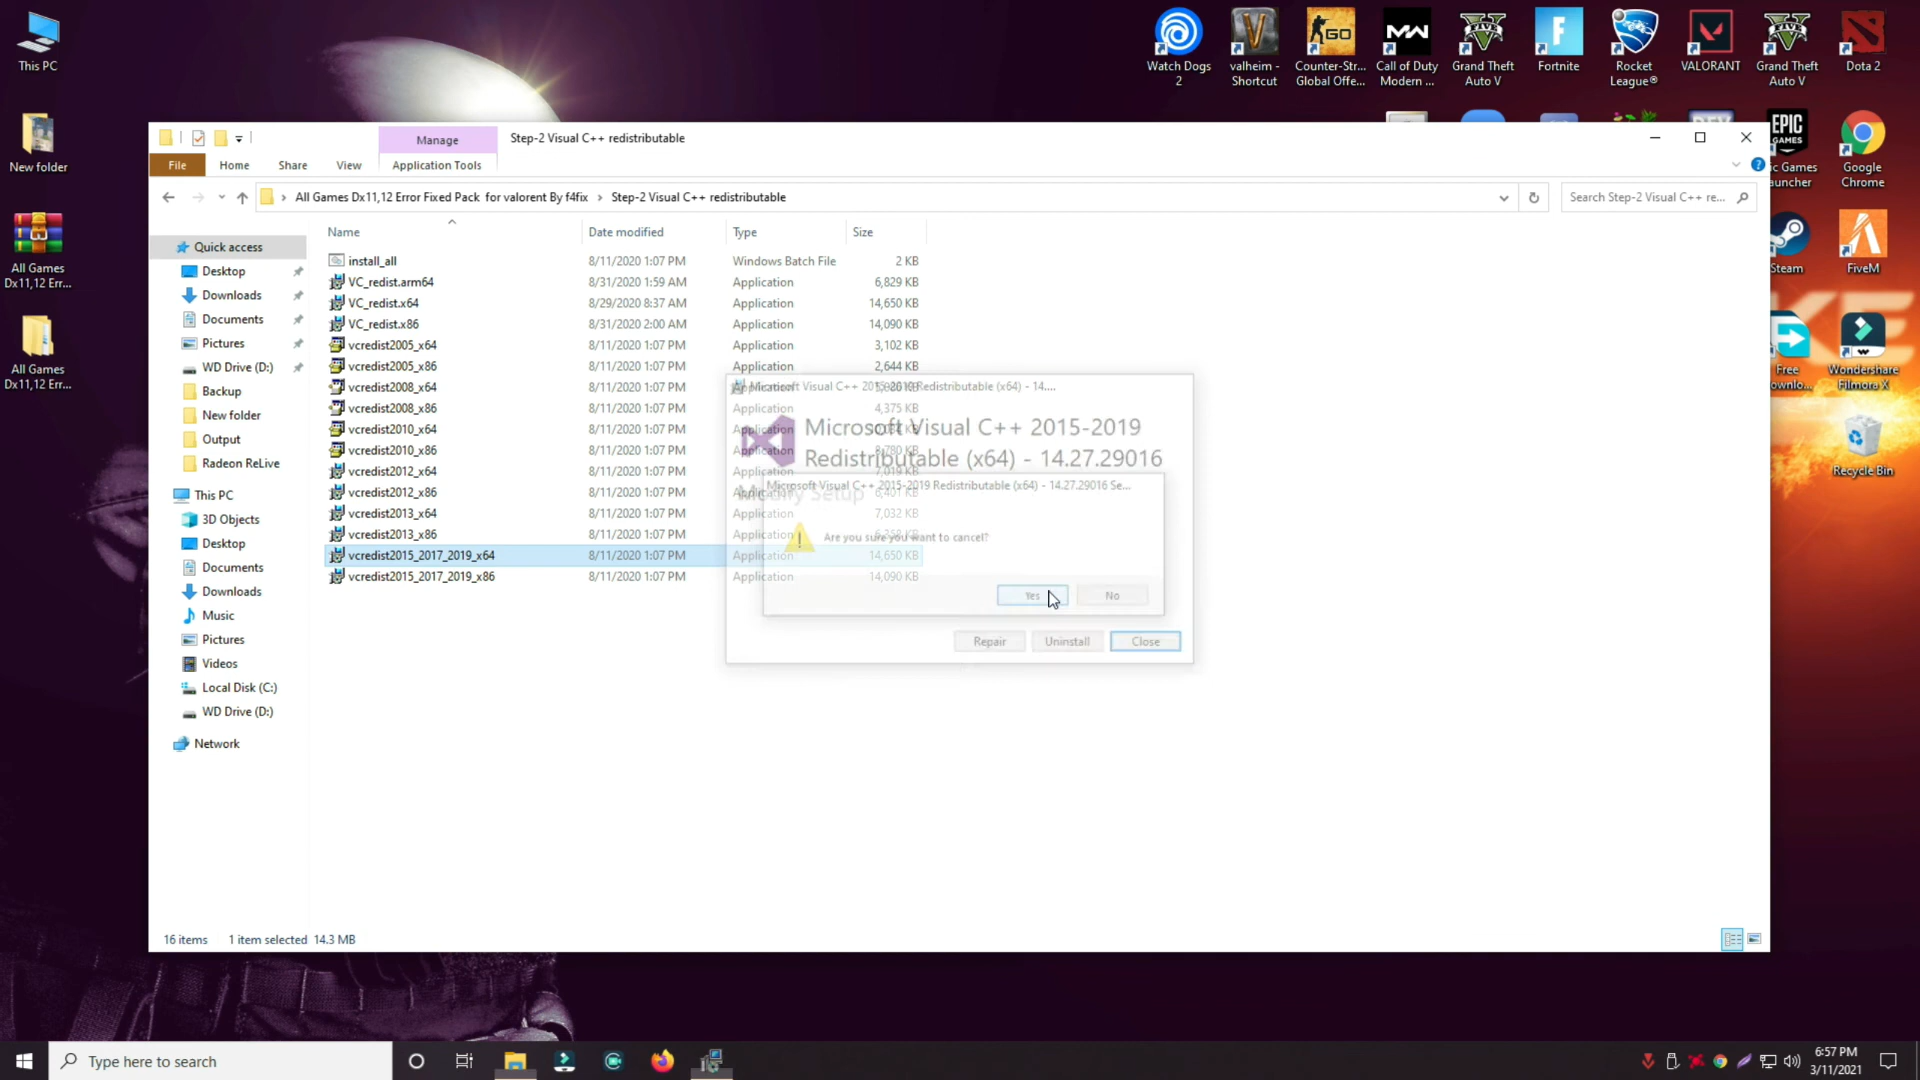 This PC
New folder
All Games
Dx11,12 Err...
All Games
Dx11,12 Err...
Watch Dogs
2
valheim -
Shortcut
Counter-Str...
Global Offe...
Call of Duty
Modern ...
Grand Theft
Auto V
Fortnite
Rocket
League®
VALORANT
Grand Theft
Auto V
Dota 2
EPIC
GAMES
ic Games
auncher
Google
Chrome
Steam
FiveM
Free
ownlo...
Wondershare
Filmora X
Recycle Bin
Manage
Step-2 Visual C++ redistributable
File
Home
Share
View
Application Tools
All Games Dx11,12 Error Fixed Pack for valorent By f4fix
Step-2 Visual C++ redistributable
Search Step-2 Visual C++ re...
Name
Date modified
Type
Size
Quick access
Desktop
Downloads
Documents
Pictures
WD Drive (D:)
Backup
New folder
Output
Radeon ReLive
This PC
3D Objects
Desktop
Documents
Downloads
Music
Pictures
Videos
Local Disk (C:)
WD Drive (D:)
Network
install_all 8/11/2020 1:07 PM Windows Batch File 2 KB
VC_redist.arm64 8/31/2020 1:59 AM Application 6,829 KB
VC_redist.x64 8/29/2020 8:37 AM Application 14,650 KB
VC_redist.x86 8/31/2020 2:00 AM Application 14,090 KB
vcredist2005_x64 8/11/2020 1:07 PM Application 3,102 KB
vcredist2005_x86 8/11/2020 1:07 PM Application 2,644 KB
vcredist2008_x64 8/11/2020 1:07 PM Application
vcredist2008_x86 8/11/2020 1:07 PM Application 4,375 KB
vcredist2010_x64 8/11/2020 1:07 PM Application
vcredist2010_x86 8/11/2020 1:07 PM Application
vcredist2012_x64 8/11/2020 1:07 PM Application 7,019 KB
vcredist2012_x86 8/11/2020 1:07 PM Application 6,401 KB
vcredist2013_x64 8/11/2020 1:07 PM Application 7,032 KB
vcredist2013_x86 8/11/2020 1:07 PM Application
vcredist2015_2017_2019_x64 8/11/2020 1:07 PM Application 14,650 KB
vcredist2015_2017_2019_x86 8/11/2020 1:07 PM Application 14,090 KB
Microsoft Visual C++ 2015-2019 Redistributable (x64) - 14....
Microsoft Visual C++ 2015-2019
Redistributable (x64) - 14.27.29016
Modify Setup
Microsoft Visual C++ 2015-2019 Redistributable (x64) - 14.27.29016 Se...
Are you sure you want to cancel?
Yes
No
Repair
Uninstall
Close
16 items
1 item selected 14.3 MB
Type here to search
6:57 PM
3/11/2021